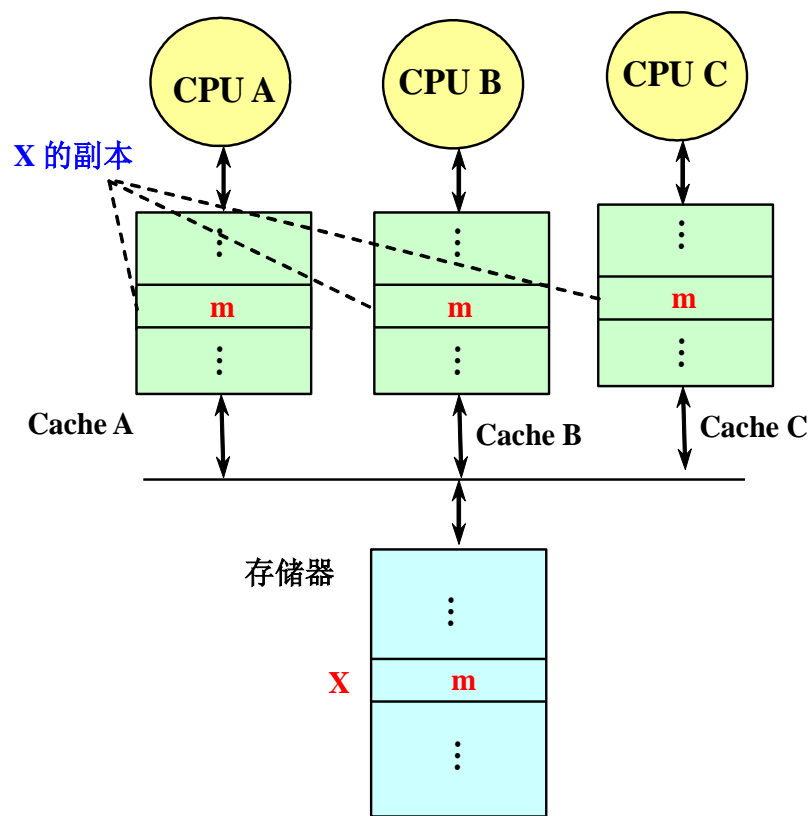 CPU A
CPU B
CPU C
X 的副本
⋮
⋮
⋮
m
m
m
⋮
⋮
⋮
Cache A
Cache B
Cache C
存储器
⋮
X
m
⋮